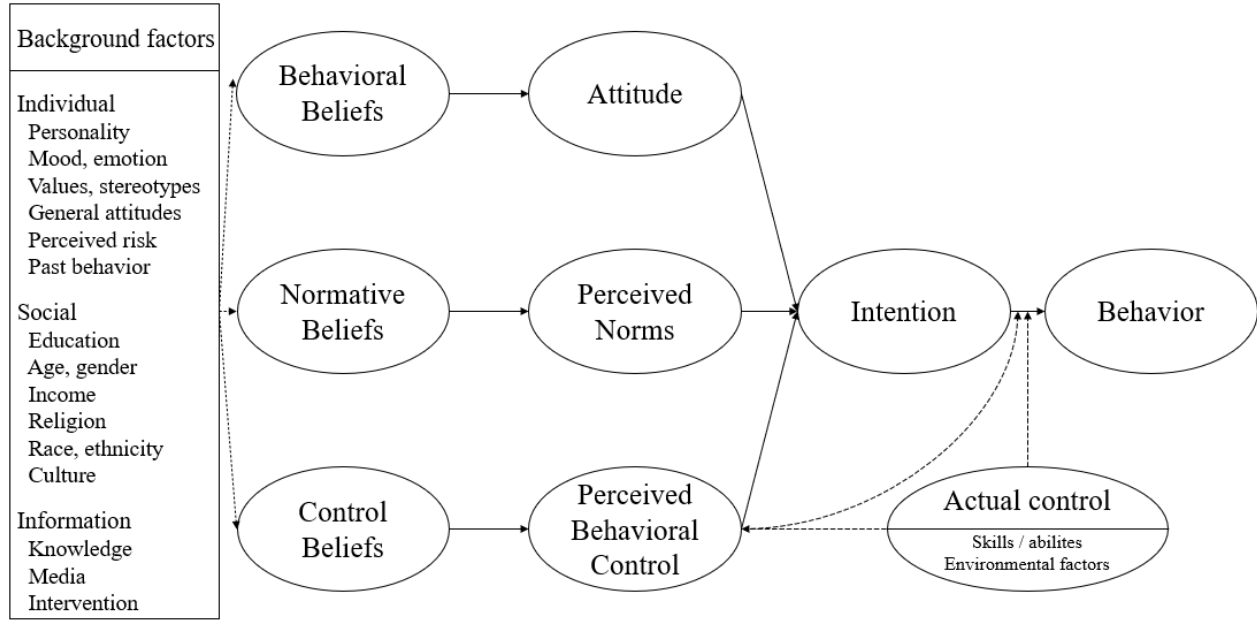 Background factors
Individual
Personality
Mood, emotion
Values, stereotypes
General attitudes
Perceived risk
Past behavior
Social
Education
Age, gender
Income
Religion
Race, ethnicity
Culture
Information
Knowledge
Media
Intervention
Behavioral
Beliefs
Attitude
Normative
Beliefs
Perceived
Norms
Intention
Behavior
Control
Beliefs
Perceived
Behavioral
Control
Actual control
Skills / abilites
Environmental factors